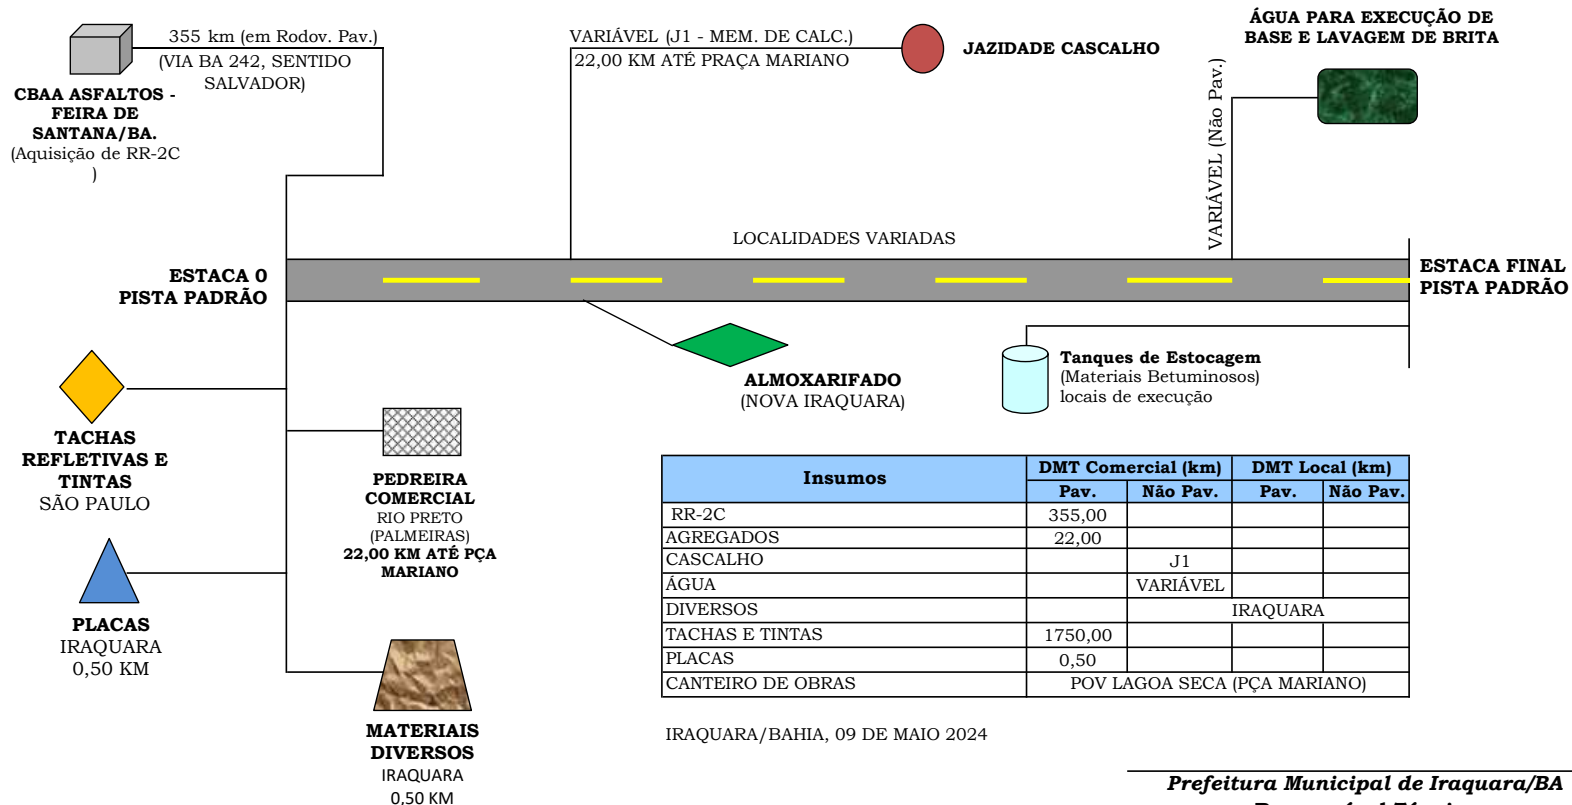 355 km (em Rodov. Pav.)
(VIA BA 242, SENTIDO
SALVADOR)
CBAA ASFALTOS -
FEIRA DE
SANTANA/BA.
(Aquisição de RR-2C
)
VARIÁVEL (J1 - MEM. DE CALC.)
22,00 KM ATÉ PRAÇA MARIANO
JAZIDADE CASCALHO
ÁGUA PARA EXECUÇÃO DE
BASE E LAVAGEM DE BRITA
VARIÁVEL (Não Pav.)
LOCALIDADES VARIADAS
ESTACA 0
PISTA PADRÃO
ESTACA FINAL
PISTA PADRÃO
ALMOXARIFADO
(NOVA IRAQUARA)
Tanques de Estocagem
(Materiais Betuminosos)
locais de execução
TACHAS
REFLETIVAS E
TINTAS
SÃO PAULO
PEDREIRA
COMERCIAL
RIO PRETO
(PALMEIRAS)
22,00 KM ATÉ PÇA
MARIANO
PLACAS
IRAQUARA
0,50 KM
MATERIAIS
DIVERSOS
IRAQUARA
0,50 KM
Insumos DMT Comercial (km) DMT Local (km)
Pav. Não Pav. Pav. Não Pav.
RR-2C 355,00
AGREGADOS 22,00
CASCALHO J1
ÁGUA VARIÁVEL
DIVERSOS IRAQUARA
TACHAS E TINTAS 1750,00
PLACAS 0,50
CANTEIRO DE OBRAS POV LAGOA SECA (PÇA MARIANO)
IRAQUARA/BAHIA, 09 DE MAIO 2024
Prefeitura Municipal de Iraquara/BA